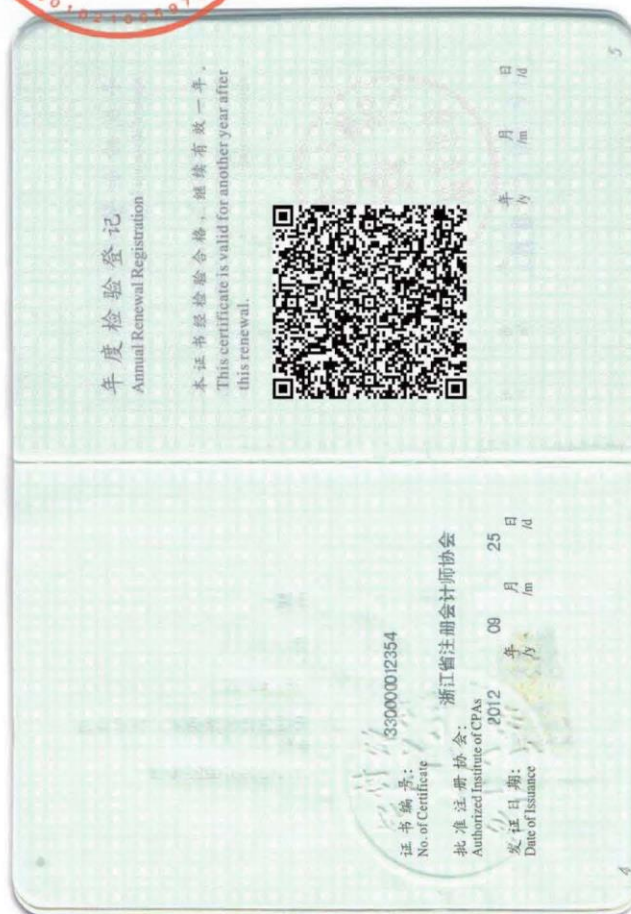 年度检验登记
Annual Renewal Registration
本证书经检验合格，继续有效一年。
This certificate is valid for another year after
this renewal.
年 月 日
/y /m /d
5
证书编号：
No. of Certificate
330000012354
批准注册协会：
Authorized Institute of CPAs
浙江省注册会计师协会
发证日期：
Date of Issuance
2012 年 09 月 25 日
/y /m /d
4